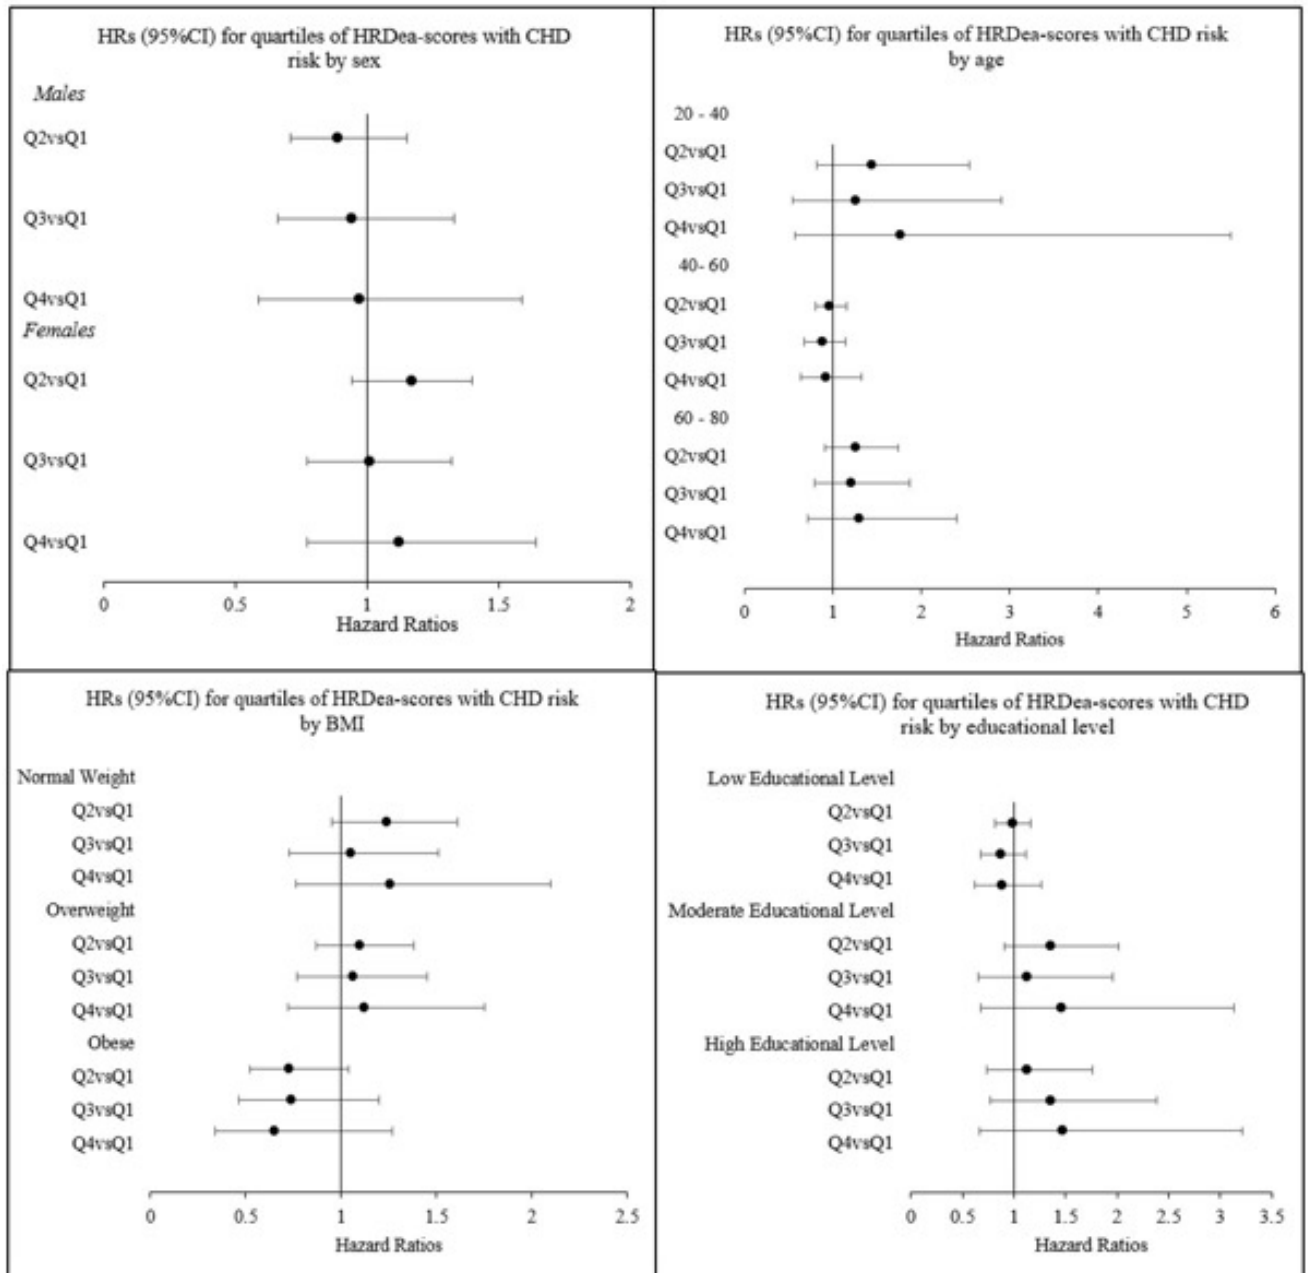 HRs (95%CI) for quartiles of HRDea-scores with CHD
risk by sex
Males
Q2vsQ1
Q3vsQ1
Q4vsQ1
Females
Q2vsQ1
Q3vsQ1
Q4vsQ1
0 0.5 1 1.5 2
Hazard Ratios
HRs (95%CI) for quartiles of HRDea-scores with CHD risk
by age
20 - 40
Q2vsQ1
Q3vsQ1
Q4vsQ1
40- 60
Q2vsQ1
Q3vsQ1
Q4vsQ1
60 - 80
Q2vsQ1
Q3vsQ1
Q4vsQ1
0 1 2 3 4 5 6
Hazard Ratios
HRs (95%CI) for quartiles of HRDea-scores with CHD risk
by BMI
Normal Weight
Q2vsQ1
Q3vsQ1
Q4vsQ1
Overweight
Q2vsQ1
Q3vsQ1
Q4vsQ1
Obese
Q2vsQ1
Q3vsQ1
Q4vsQ1
0 0.5 1 1.5 2 2.5
Hazard Ratios
HRs (95%CI) for quartiles of HRDea-scores with CHD
risk by educational level
Low Educational Level
Q2vsQ1
Q3vsQ1
Q4vsQ1
Moderate Educational Level
Q2vsQ1
Q3vsQ1
Q4vsQ1
High Educational Level
Q2vsQ1
Q3vsQ1
Q4vsQ1
0 0.5 1 1.5 2 2.5 3 3.5
Hazard Ratios